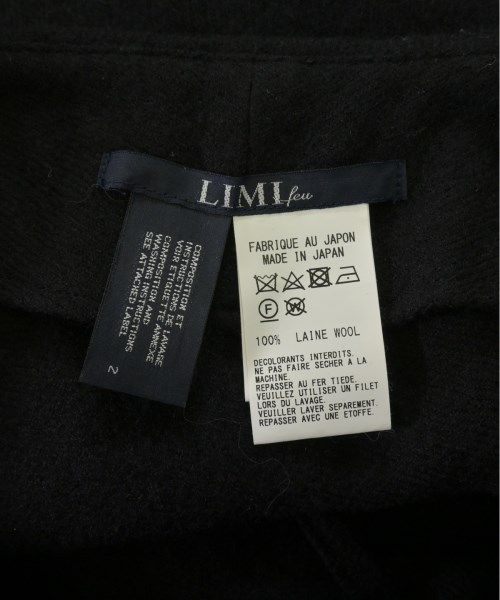 LIMI feu
COMPOSITION ET
INSTRUCTIONS DE LAVAGE
VOIR ETIQUETTE ANNEXE
COMPOSITION AND
WASHING INSTRUCTIONS
SEE ATTACHED LABEL
2
FABRIQUE AU JAPON
MADE IN JAPAN
F W
100% LAINE WOOL
DECOLORANTS INTERDITS.
NE PAS FAIRE SÉCHER À LA
MACHINE.
REPASSER AU FER TIEDE.
VEUILLEZ UTILISER UN FILET
LORS DU LAVAGE.
VEUILLER LAVER SEPAREMENT.
REPASSER AVEC UNE ETOFFE.